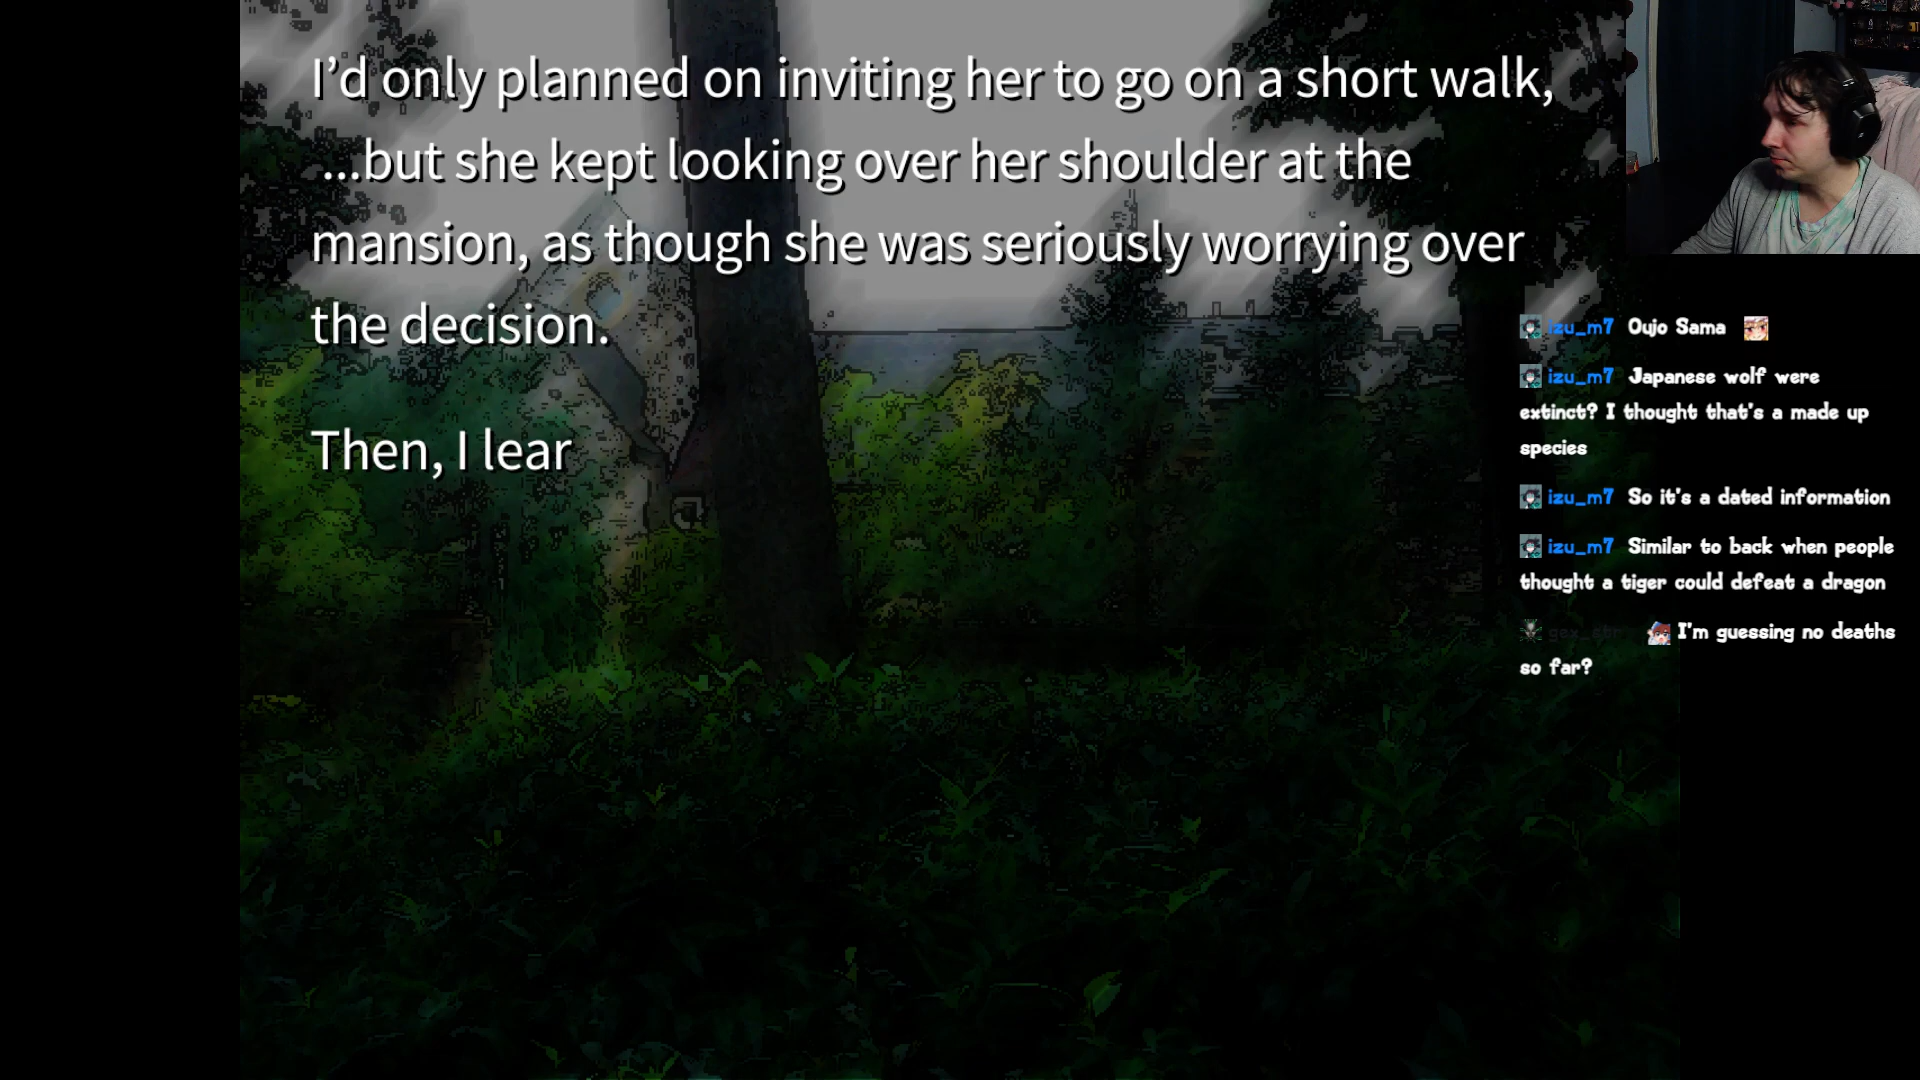 I'd only planned on inviting her to go on a short walk,
...but she kept looking over her shoulder at the
mansion, as though she was seriously worrying over
the decision.
Then, I lear
izu_m7 Oujo Sama
izu_m7 Japanese wolf were
extinct? I thought that's a made up
species
izu_m7 So it's a dated information
izu_m7 Similar to back when people
thought a tiger could defeat a dragon
I'm guessing no deaths
so far?